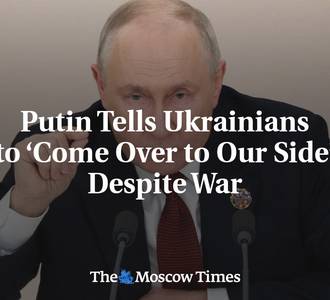 Putin Tells Ukrainians
to ‘Come Over to Our Side’
Despite War
The Moscow Times